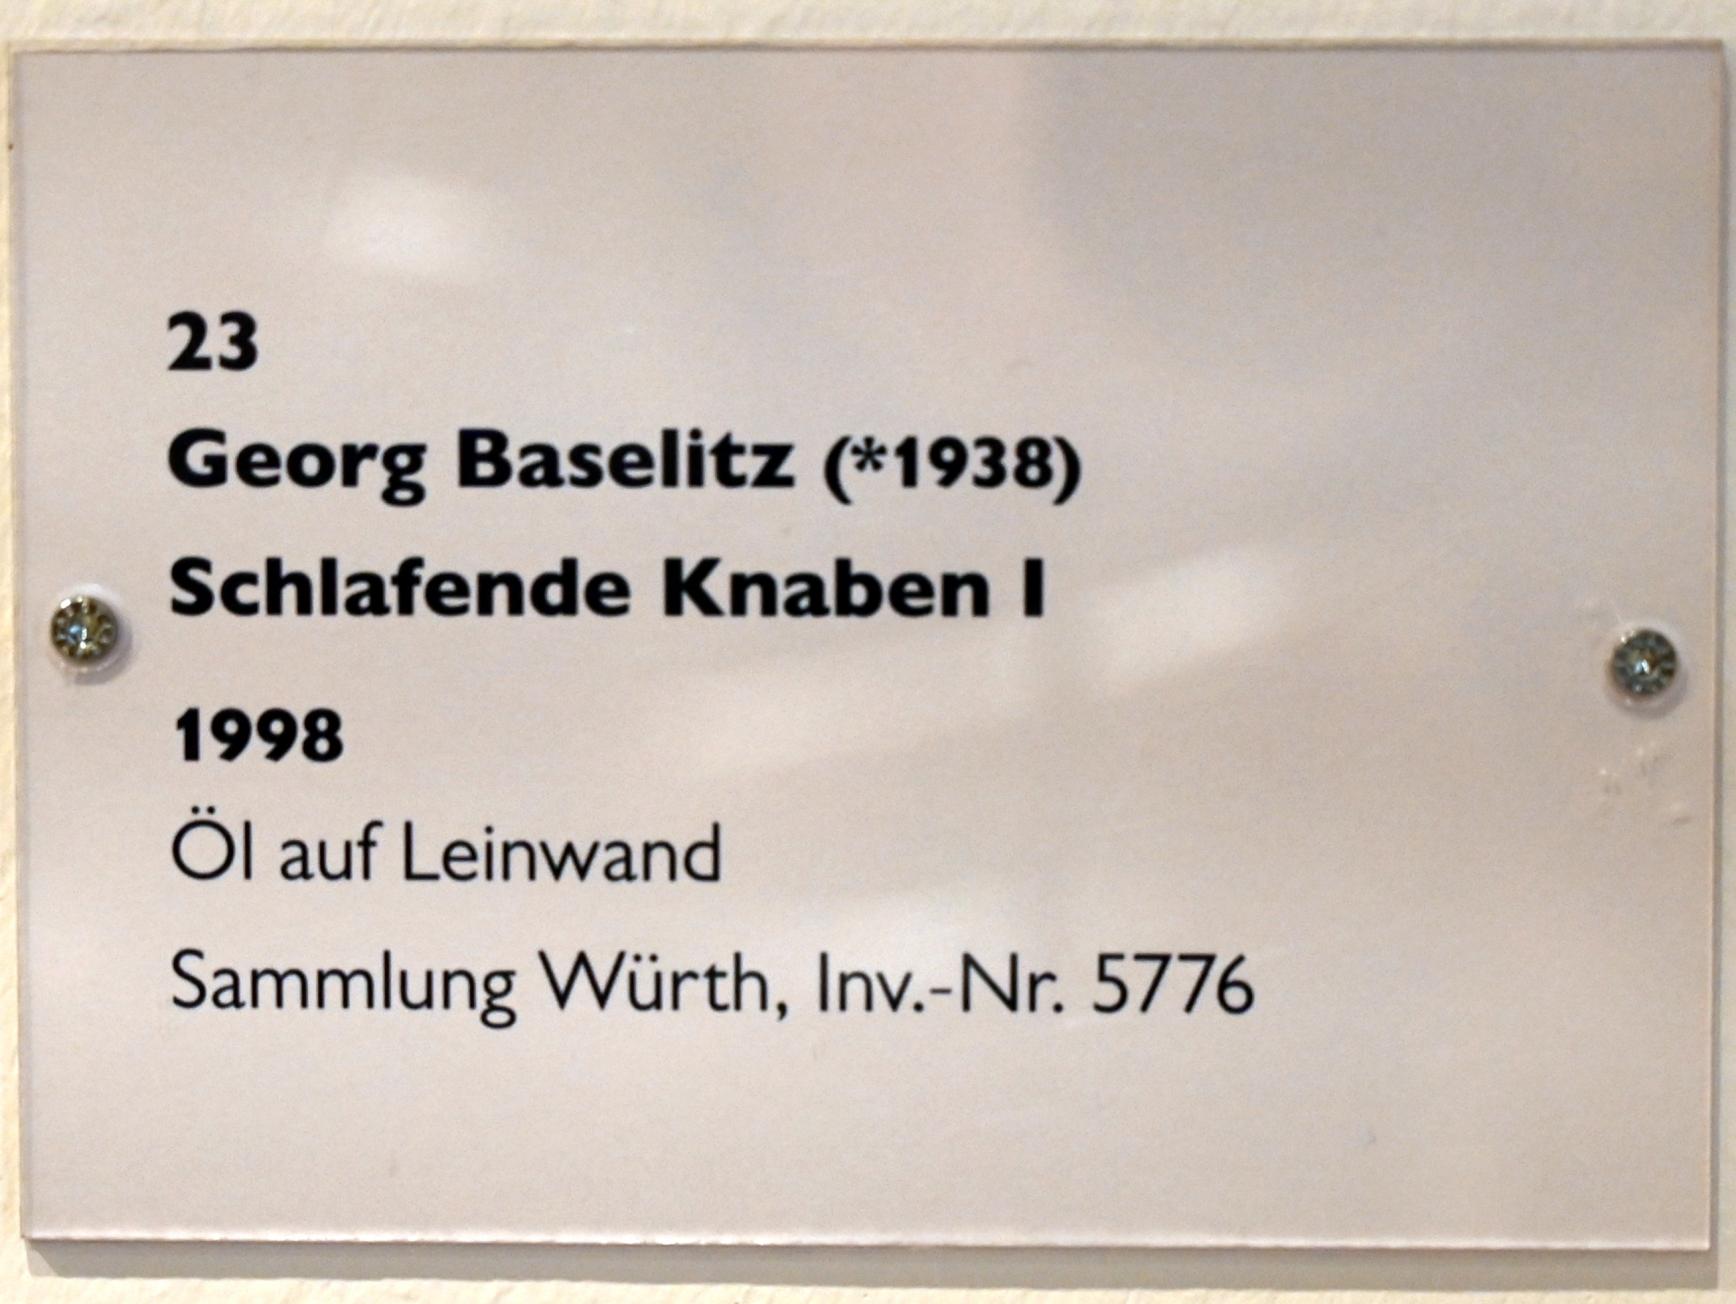 23
Georg Baselitz (*1938)
Schlafende Knaben I
1998
Öl auf Leinwand
Sammlung Würth, Inv.-Nr. 5776